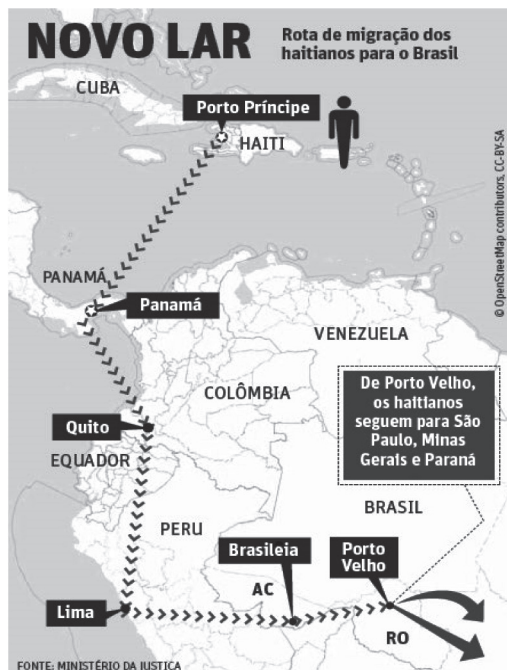 NOVO LAR
Rota de migração dos
haitianos para o Brasil
CUBA
Porto Príncipe
HAITI
© OpenStreetMap contributors, CC-BY-SA
PANAMÁ
Panamá
VENEZUELA
COLÔMBIA
De Porto Velho,
os haitianos
seguem para São
Paulo, Minas
Gerais e Paraná
Quito
EQUADOR
BRASIL
PERU
Brasileia
Porto
Velho
AC
Lima
RO
FONTE: MINISTÉRIO DA JUSTIÇA